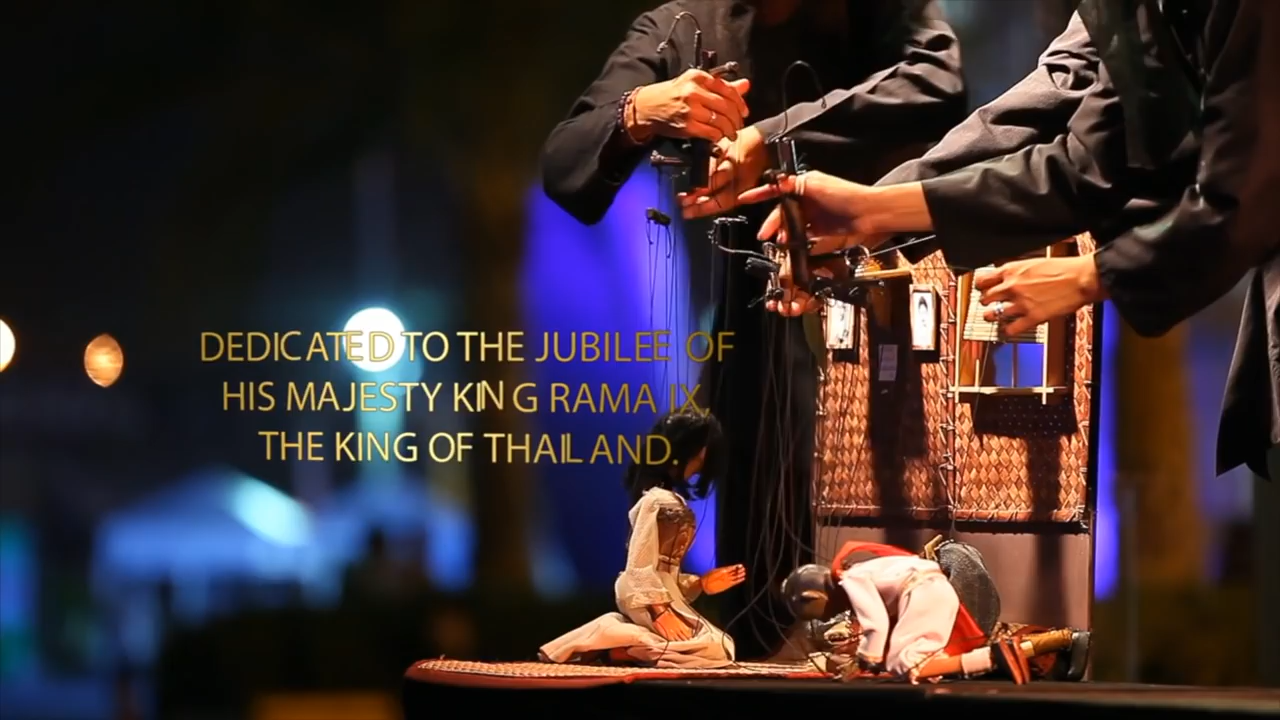 DEDICATED TO THE JUBILEE OF
HIS MAJESTY KING RAMA IX,
THE KING OF THAILAND.